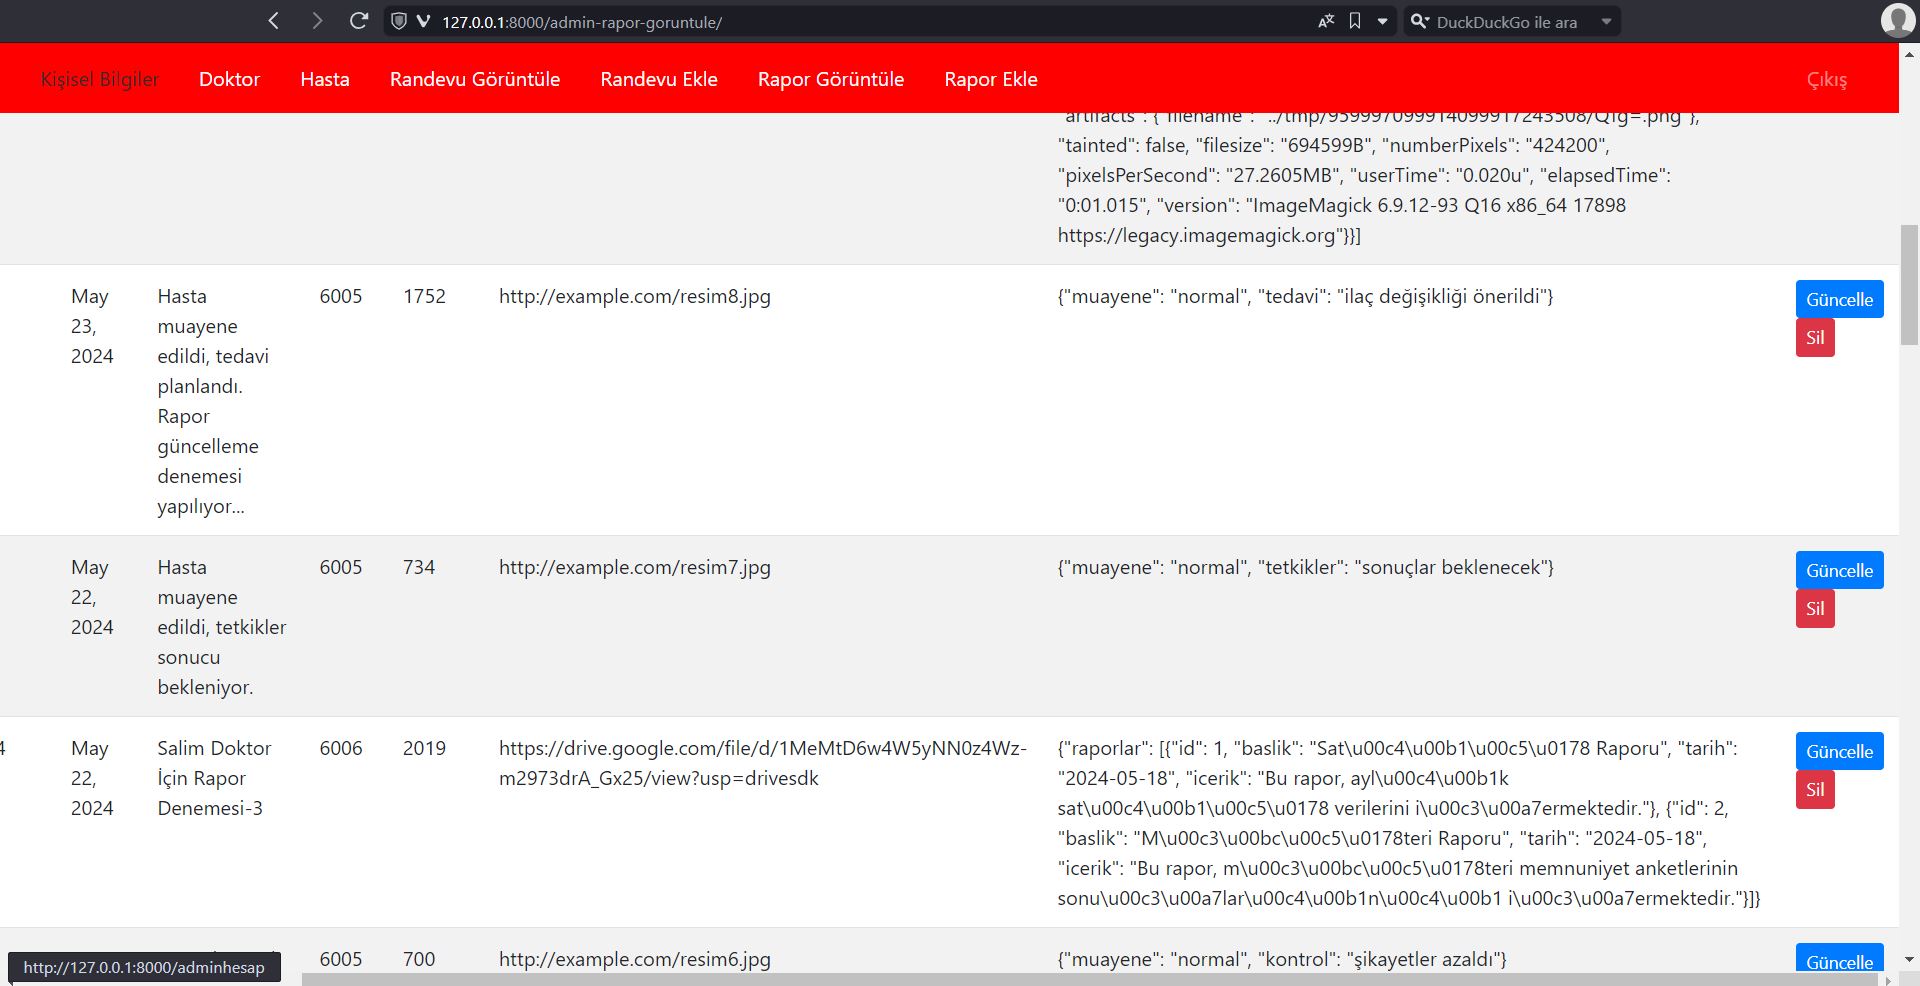 127.0.0.1:8000/admin-rapor-goruntule/
DuckDuckGo ile ara
Kişisel Bilgiler Doktor Hasta Randevu Görüntüle Randevu Ekle Rapor Görüntüle Rapor Ekle Çıkış
"artifacts": {"filename": "../tmp/959997099914099917243508/Qfg=.png"},
"tainted": false, "filesize": "694599B", "numberPixels": "424200",
"pixelsPerSecond": "27.2605MB", "userTime": "0.020u", "elapsedTime":
"0:01.015", "version": "ImageMagick 6.9.12-93 Q16 x86_64 17898
https://legacy.imagemagick.org"}}]
May 23, 2024
Hasta
muayene
edildi, tedavi
planlandı.
Rapor
güncelleme
denemesi
yapılıyor...
6005
1752
http://example.com/resim8.jpg
{"muayene": "normal", "tedavi": "ilaç değişikliği önerildi"}
Güncelle
Sil
May 22, 2024
Hasta
muayene
edildi, tetkikler
sonucu
bekleniyor.
6005
734
http://example.com/resim7.jpg
{"muayene": "normal", "tetkikler": "sonuçlar beklenecek"}
Güncelle
Sil
4
May 22, 2024
Salim Doktor
İçin Rapor
Denemesi-3
6006
2019
https://drive.google.com/file/d/1MeMtD6w4W5yNN0z4Wz-
m2973drA_Gx25/view?usp=drivesdk
{"raporlar": [{"id": 1, "baslik": "Sat\u00c4\u00b1\u00c5\u0178 Raporu", "tarih":
"2024-05-18", "icerik": "Bu rapor, ayl\u00c4\u00b1k
sat\u00c4\u00b1\u00c5\u0178 verilerini i\u00c3\u00a7ermektedir."}, {"id": 2,
"baslik": "M\u00c3\u00bc\u00c5\u0178teri Raporu", "tarih": "2024-05-18",
"icerik": "Bu rapor, m\u00c3\u00bc\u00c5\u0178teri memnuniyet anketlerinin
sonu\u00c3\u00a7lar\u00c4\u00b1n\u00c4\u00b1 i\u00c3\u00a7ermektedir."}]}
Güncelle
Sil
6005
700
http://example.com/resim6.jpg
{"muayene": "normal", "kontrol": "şikayetler azaldı"}
Güncelle
http://127.0.0.1:8000/adminhesap